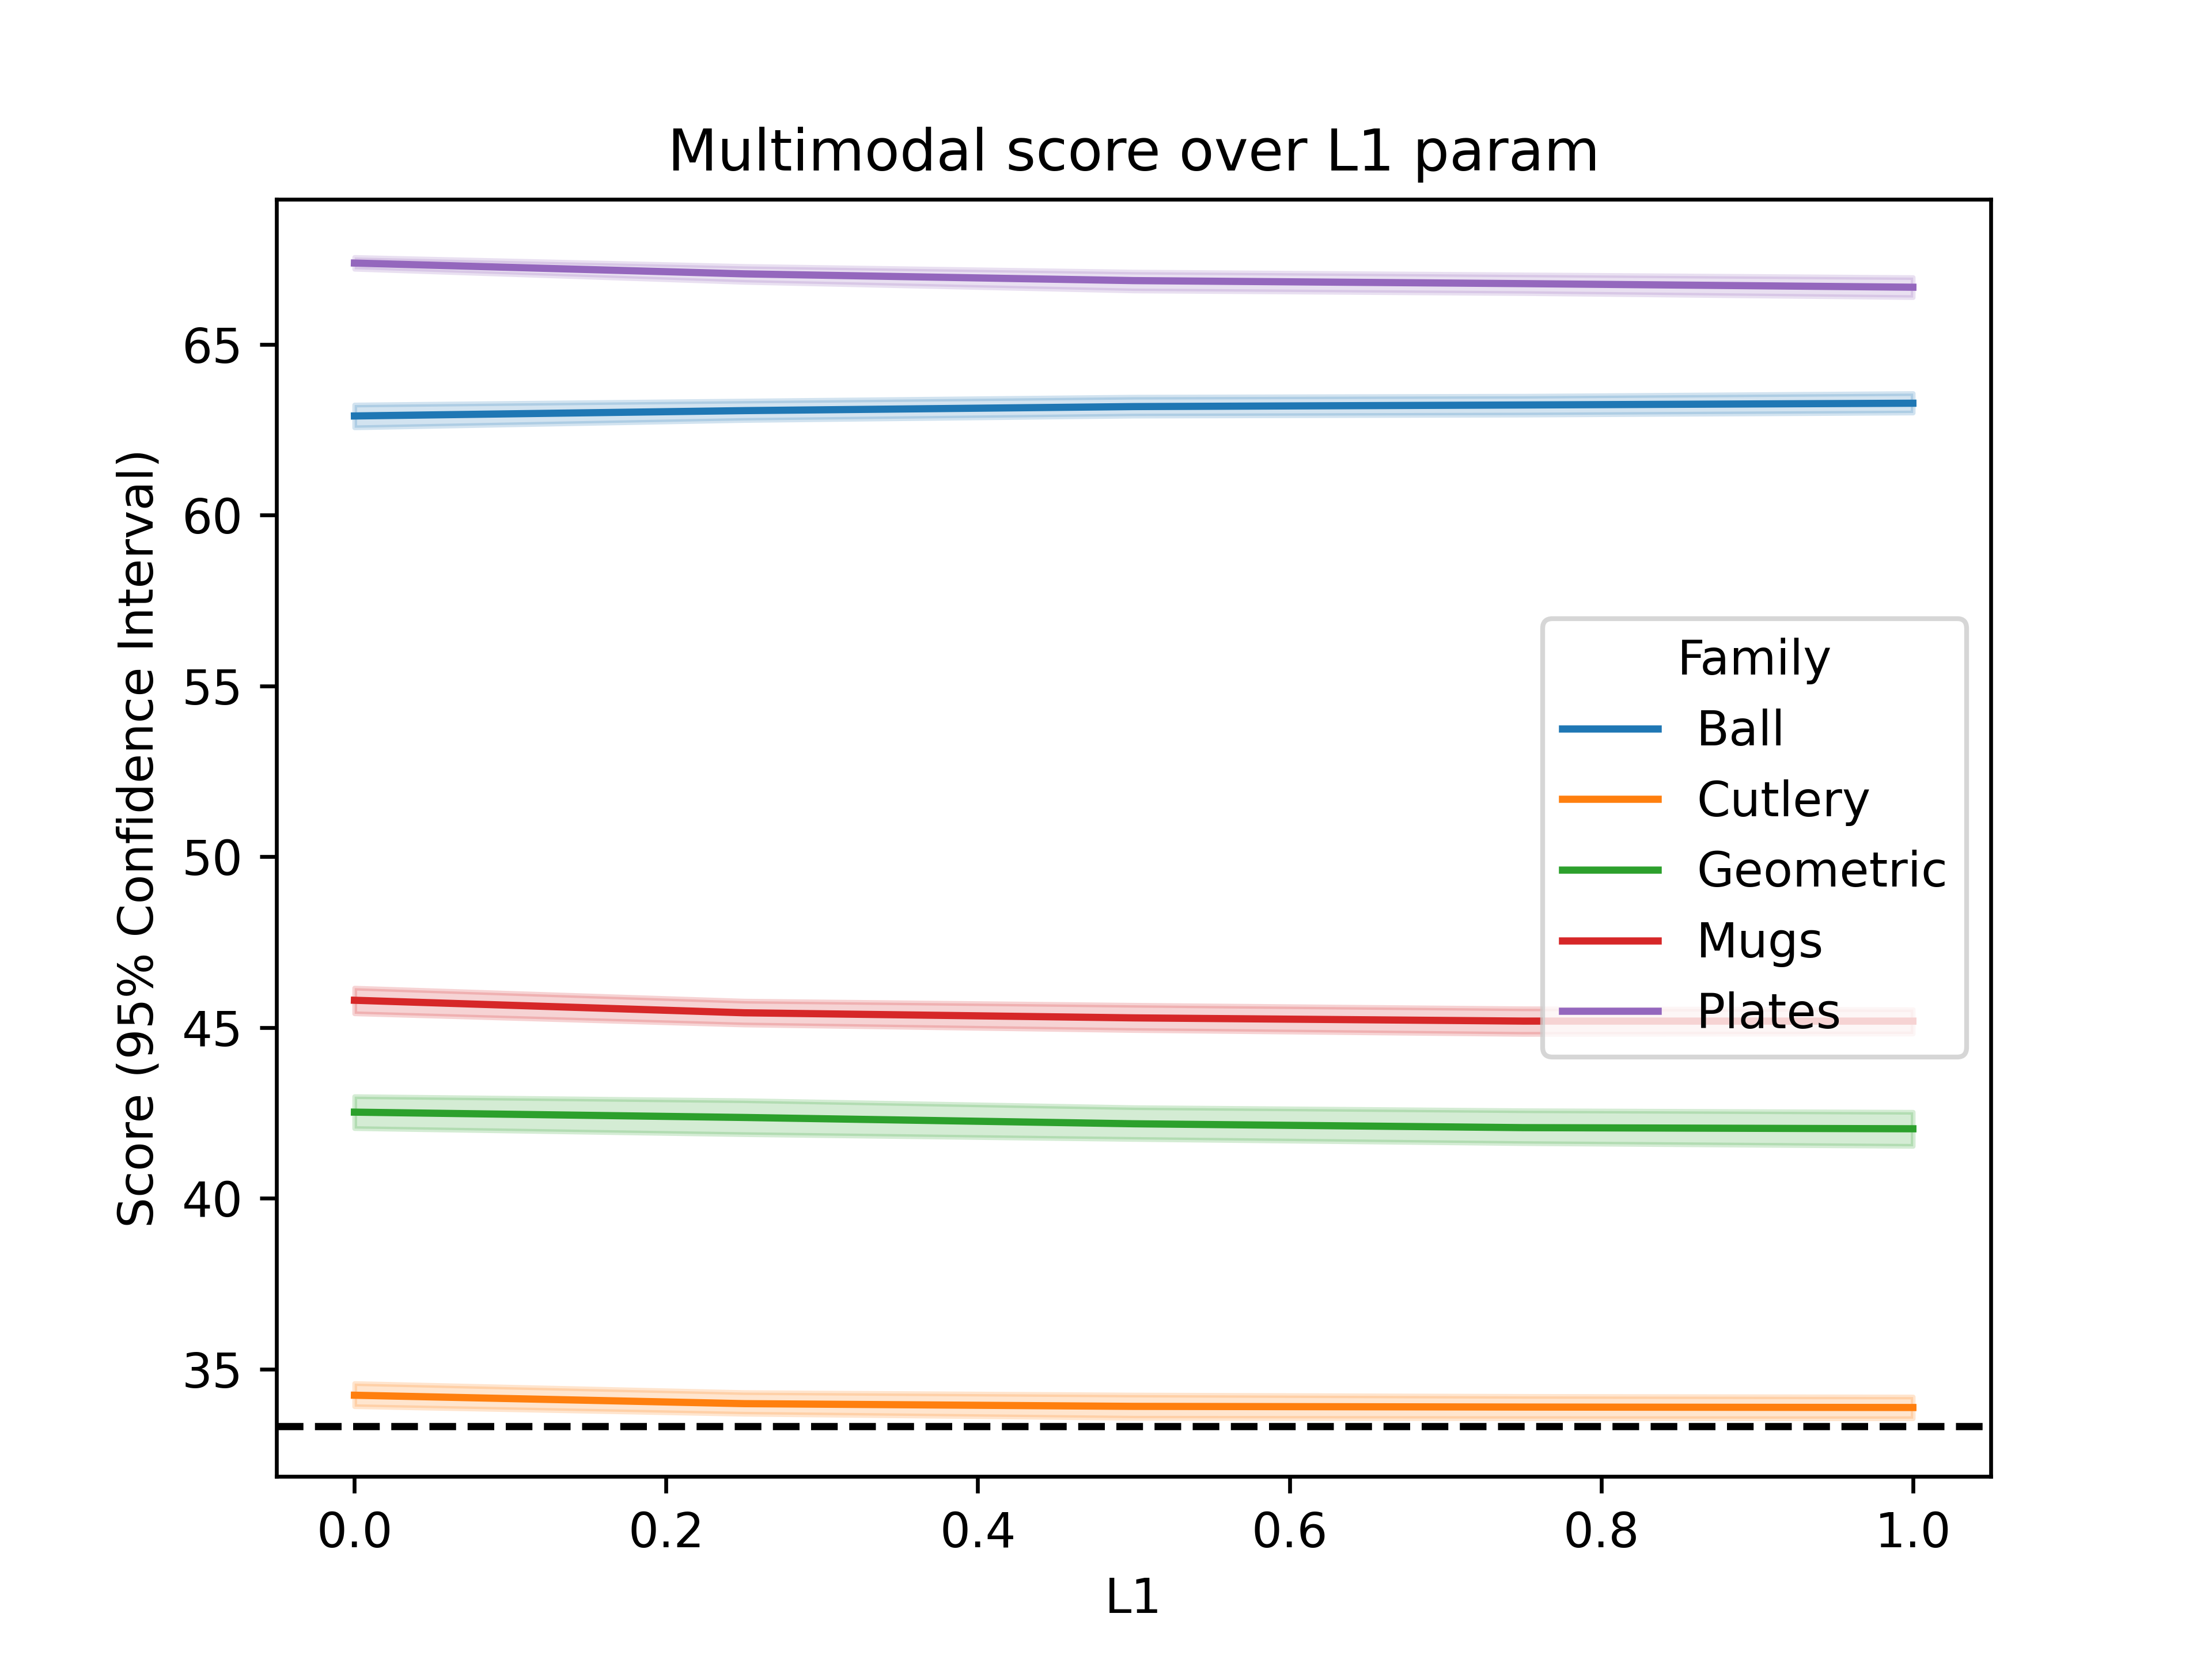 Multimodal score over L1 param
Score (95% Confidence Interval)
65
60
55
50
45
40
35
Family
Ball
Cutlery
Geometric
Mugs
Plates
0.0 0.2 0.4 0.6 0.8 1.0
L1